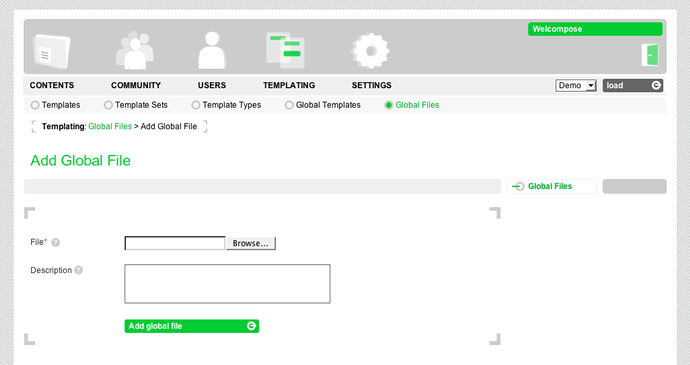 Welcompose
CONTENTS COMMUNITY USERS TEMPLATING SETTINGS Demo load
Templates Template Sets Template Types Global Templates Global Files
Templating: Global Files > Add Global File
Add Global File
Global Files
File* ? Browse...
Description ?
Add global file